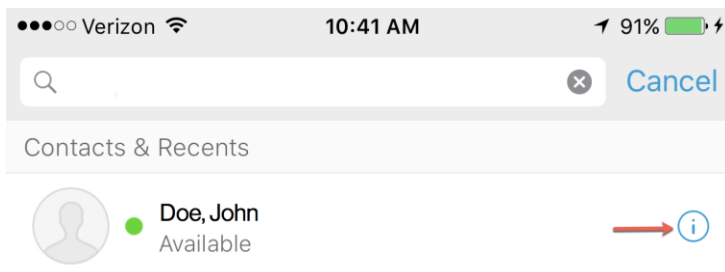 Verizon 10:41 AM 91%
Cancel
Contacts & Recents
Doe, John
Available
i